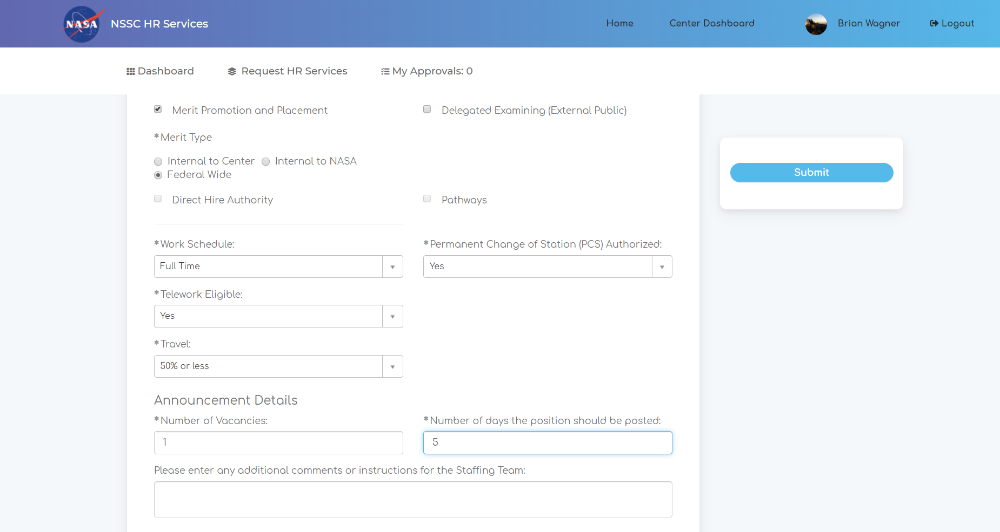 NASA
NSSC HR Services
Home
Center Dashboard
Brian Wagner
Logout
Dashboard
Request HR Services
My Approvals: 0
Merit Promotion and Placement
Delegated Examining (External Public)
*Merit Type
Internal to Center
Internal to NASA
Federal Wide
Direct Hire Authority
Pathways
Submit
*Work Schedule:
*Permanent Change of Station (PCS) Authorized:
Full Time
Yes
*Telework Eligible:
Yes
*Travel:
50% or less
Announcement Details
*Number of Vacancies:
*Number of days the position should be posted:
1
5
Please enter any additional comments or instructions for the Staffing Team: